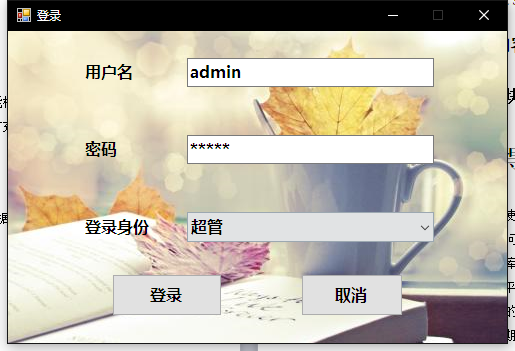 登录
用户名 admin
密码 *****
登录身份 超管
登录 取消